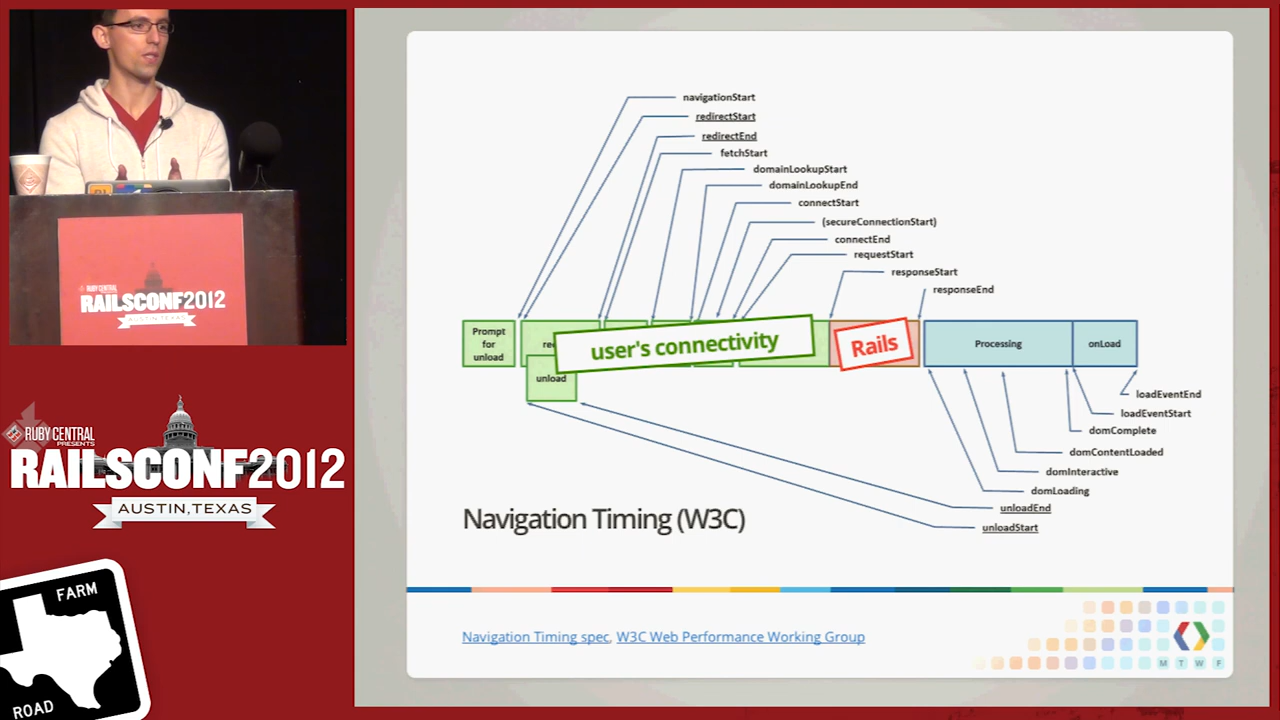 RUBY CENTRAL
RAILSCONF2012
AUSTIN, TEXAS
RUBY CENTRAL
PRESENTS
RAILSCONF2012
AUSTIN, TEXAS
FARM
ROAD
navigationStart
redirectStart
redirectEnd
fetchStart
domainLookupStart
domainLookupEnd
connectStart
(secureConnectionStart)
connectEnd
requestStart
responseStart
responseEnd
Prompt
for
unload
user's connectivity
Rails
Processing
onLoad
unload
loadEventEnd
loadEventStart
domComplete
domContentLoaded
domInteractive
domLoading
unloadEnd
unloadStart
Navigation Timing (W3C)
Navigation Timing spec, W3C Web Performance Working Group
M T W F